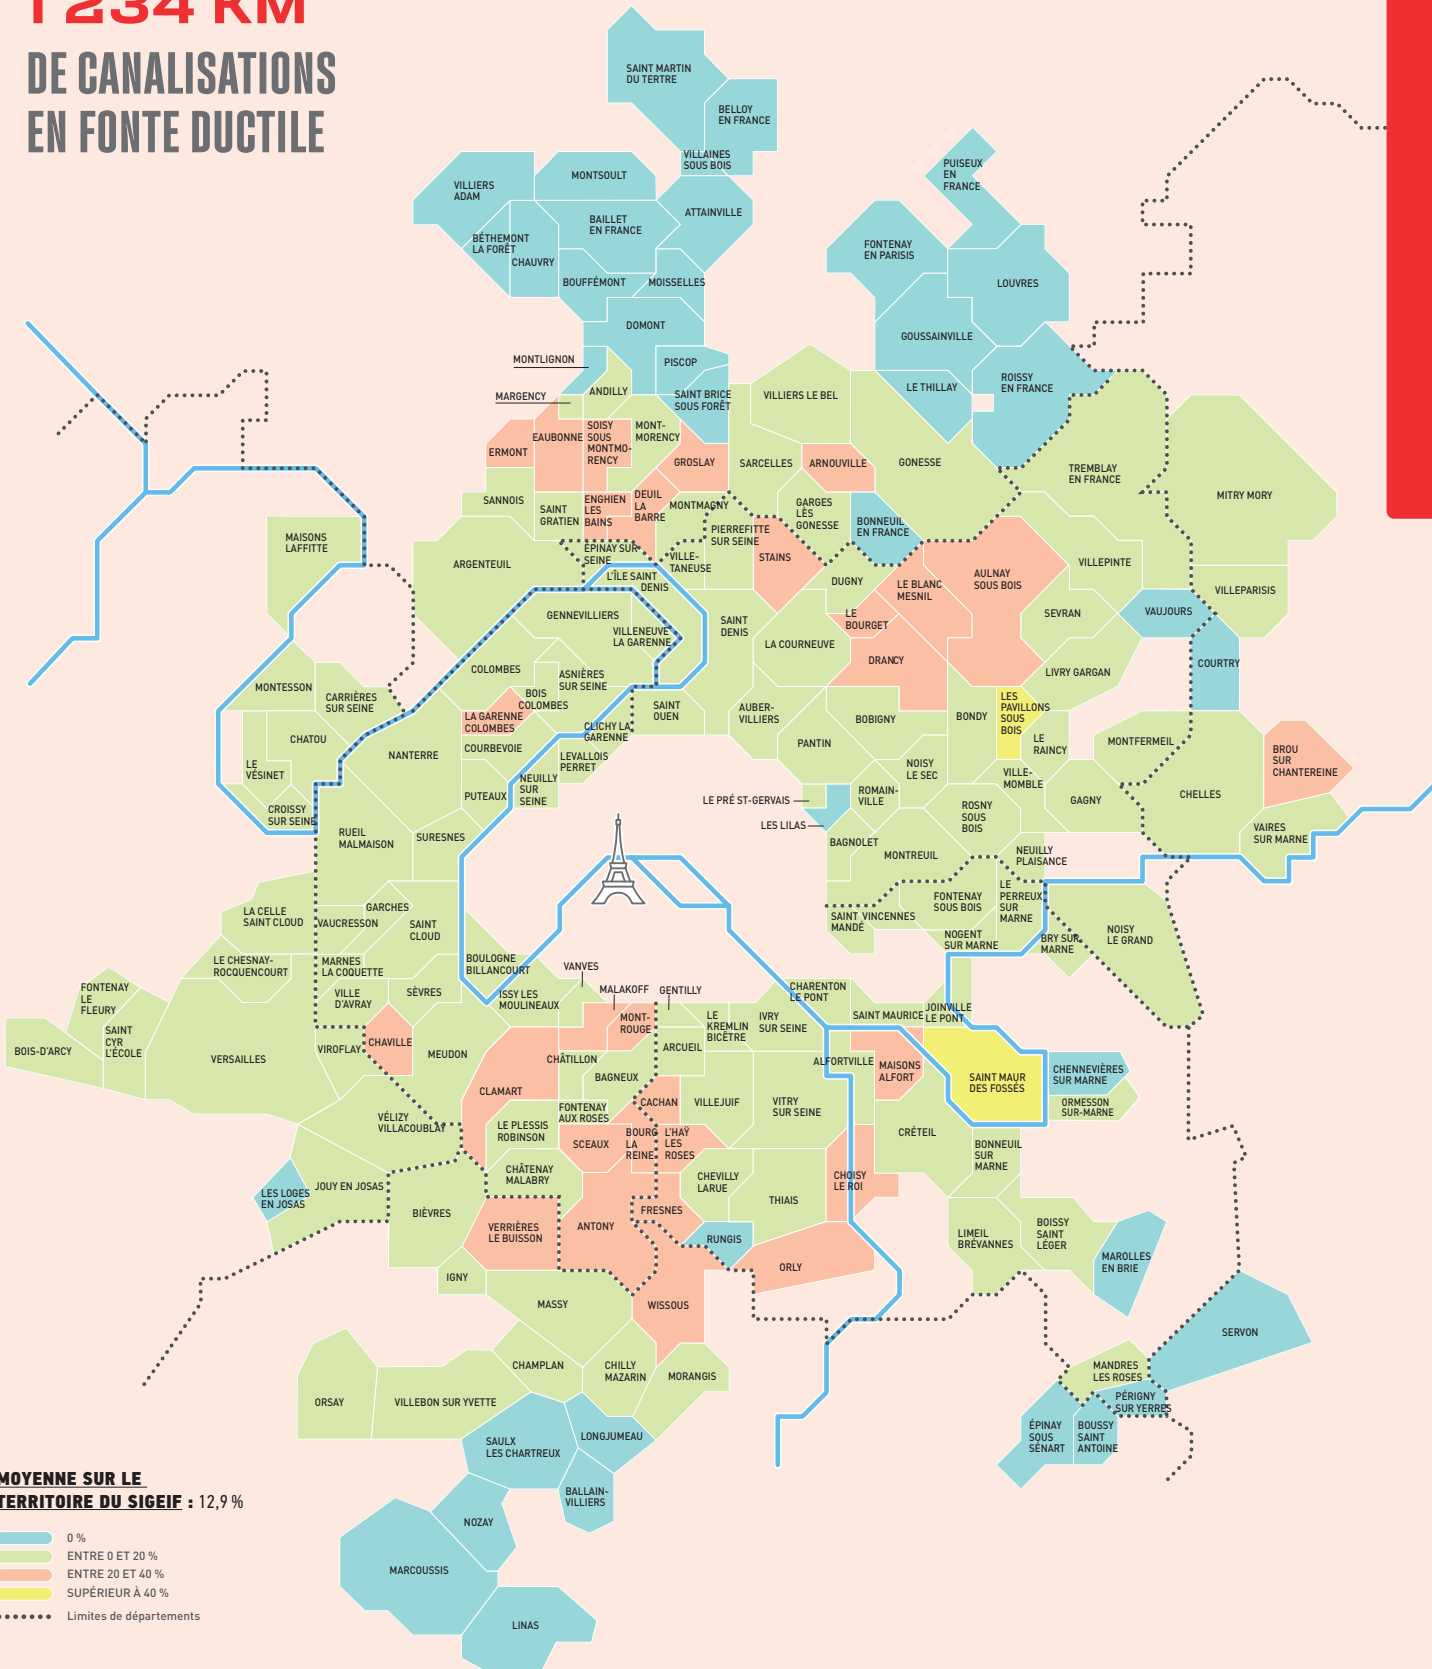 1 234 KM
DE CANALISATIONS
EN FONTE DUCTILE
SAINT MARTIN
DU TERTRE
BELLOY
EN FRANCE
VILLAINES
SOUS BOIS
MONTSOULT
VILLIERS
ADAM
BAILLET
EN FRANCE
ATTAINVILLE
BÉTHEMONT
LA FORÊT
CHAUVRY
BOUFFÉMONT
MOISSELLES
PUISEUX
EN
FRANCE
FONTENAY
EN PARISIS
LOUVRES
GOUSSAINVILLE
DOMONT
MONTLIGNON
PISCOP
LE THILLAY
ROISSY
EN FRANCE
MARGENCY
ANDILLY
SAINT BRICE
SOUS FORÊT
VILLIERS LE BEL
ERMONT
EAUBONNE
SOISY
SOUS
MONTMO-
RENCY
MONT-
MORENCY
GROSLAY
SARCELLES
ARNOUVILLE
GONESSE
TREMBLAY
EN FRANCE
MITRY MORY
SANNOIS
SAINT
GRATIEN
ENGHIEN
LES
BAINS
DEUIL
LA
BARRE
MONTMAGNY
GARGES
LÈS
GONESSE
BONNEUIL
EN FRANCE
PIERREFITTE
SUR SEINE
STAINS
MAISONS
LAFFITTE
ARGENTEUIL
ÉPINAY SUR
SEINE
VILLE-
TANEUSE
L'ÎLE SAINT
DENIS
DUGNY
LE BLANC
MESNIL
AULNAY
SOUS BOIS
VILLEPINTE
VILLEPARISIS
VAUJOURS
SEVRAN
GENNEVILLIERS
VILLENEUVE
LA GARENNE
SAINT
DENIS
LE
BOURGET
LA COURNEUVE
DRANCY
COURTRY
LIVRY GARGAN
COLOMBES
ASNIÈRES
SUR SEINE
BOIS
COLOMBES
MONTESSON
CARRIÈRES
SUR SEINE
LA GARENNE
COLOMBES
CLICHY LA
GARENNE
SAINT
OUEN
AUBER-
VILLIERS
BOBIGNY
BONDY
LES
PAVILLONS
SOUS
BOIS
LE
RAINCY
MONTFERMEIL
BROU
SUR
CHANTEREINE
CHATOU
NANTERRE
COURBEVOIE
LEVALLOIS
PERRET
PANTIN
NOISY
LE SEC
VILLE-
MOMBLE
LE
VÉSINET
PUTEAUX
NEUILLY
SUR
SEINE
LE PRÉ ST-GERVAIS
ROMAIN-
VILLE
ROSNY
SOUS
BOIS
GAGNY
CHELLES
CROISSY
SUR SEINE
RUEIL
MALMAISON
SURESNES
LES LILAS
BAGNOLET
MONTREUIL
NEUILLY
PLAISANCE
VAIRES
SUR MARNE
LA CELLE
SAINT CLOUD
VAUCRESSON
GARCHES
SAINT
CLOUD
SAINT
MANDÉ
VINCENNES
FONTENAY
SOUS BOIS
LE
PERREUX
SUR
MARNE
NOGENT
SUR MARNE
BRY SUR
MARNE
NOISY
LE GRAND
LE CHESNAY-
ROCQUENCOURT
MARNES
LA COQUETTE
BOULOGNE
BILLANCOURT
VANVES
FONTENAY
LE
FLEURY
VILLE
D'AVRAY
SÈVRES
ISSY LES
MOULINEAUX
MALAKOFF
GENTILLY
CHARENTON
LE PONT
SAINT MAURICE
JOINVILLE
LE PONT
MONT-
ROUGE
LE
KREMLIN
BICÊTRE
IVRY
SUR SEINE
SAINT
CYR
L'ÉCOLE
BOIS-D'ARCY
VERSAILLES
VIROFLAY
CHAVILLE
MEUDON
CHÂTILLON
ARCUEIL
ALFORTVILLE
MAISONS
ALFORT
SAINT MAUR
DES FOSSÉS
CHENNEVIÈRES
SUR MARNE
ORMESSON
SUR-MARNE
CLAMART
BAGNEUX
CACHAN
VILLEJUIF
VITRY
SUR SEINE
VÉLIZY
VILLACOUBLAY
FONTENAY
AUX ROSES
LE PLESSIS
ROBINSON
SCEAUX
BOURG
LA
REINE
L'HAŸ
LES
ROSES
CRÉTEIL
BONNEUIL
SUR
MARNE
LES LOGES
EN JOSAS
JOUY EN JOSAS
CHÂTENAY
MALABRY
CHEVILLY
LARUE
THIAIS
CHOISY
LE ROI
BIÈVRES
VERRIÈRES
LE BUISSON
ANTONY
FRESNES
RUNGIS
LIMEIL
BRÉVANNES
BOISSY
SAINT
LÉGER
MAROLLES
EN BRIE
ORLY
IGNY
MASSY
WISSOUS
SERVON
CHAMPLAN
CHILLY
MAZARIN
MORANGIS
MANDRES
LES ROSES
PÉRIGNY
SUR YERRES
ORSAY
VILLEBON SUR YVETTE
ÉPINAY
SOUS
SÉNART
BOUSSY
SAINT
ANTOINE
SAULX
LES CHARTREUX
LONGJUMEAU
BALLAIN-
VILLIERS
NOZAY
MARCOUSSIS
LINAS
MOYENNE SUR LE
TERRITOIRE DU SIGEIF : 12,9 %
0 %
ENTRE 0 ET 20 %
ENTRE 20 ET 40 %
SUPÉRIEUR À 40 %
Limites de départements